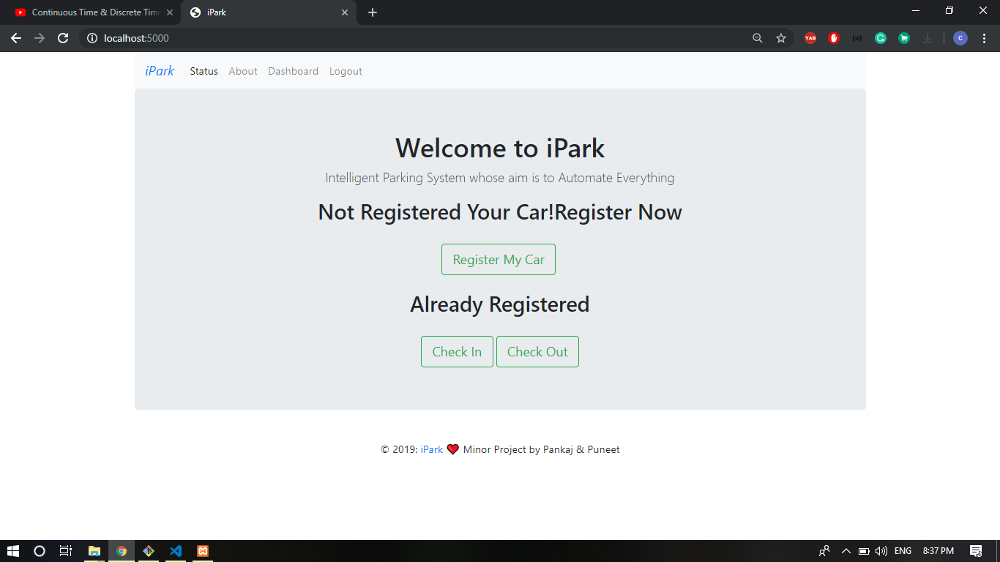 Continuous Time & Discrete Time
iPark
localhost:5000
YAB
G
C
iPark Status About Dashboard Logout
Welcome to iPark
Intelligent Parking System whose aim is to Automate Everything
Not Registered Your Car!Register Now
Register My Car
Already Registered
Check In Check Out
© 2019: iPark ❤ Minor Project by Pankaj & Puneet
ENG 8:37 PM